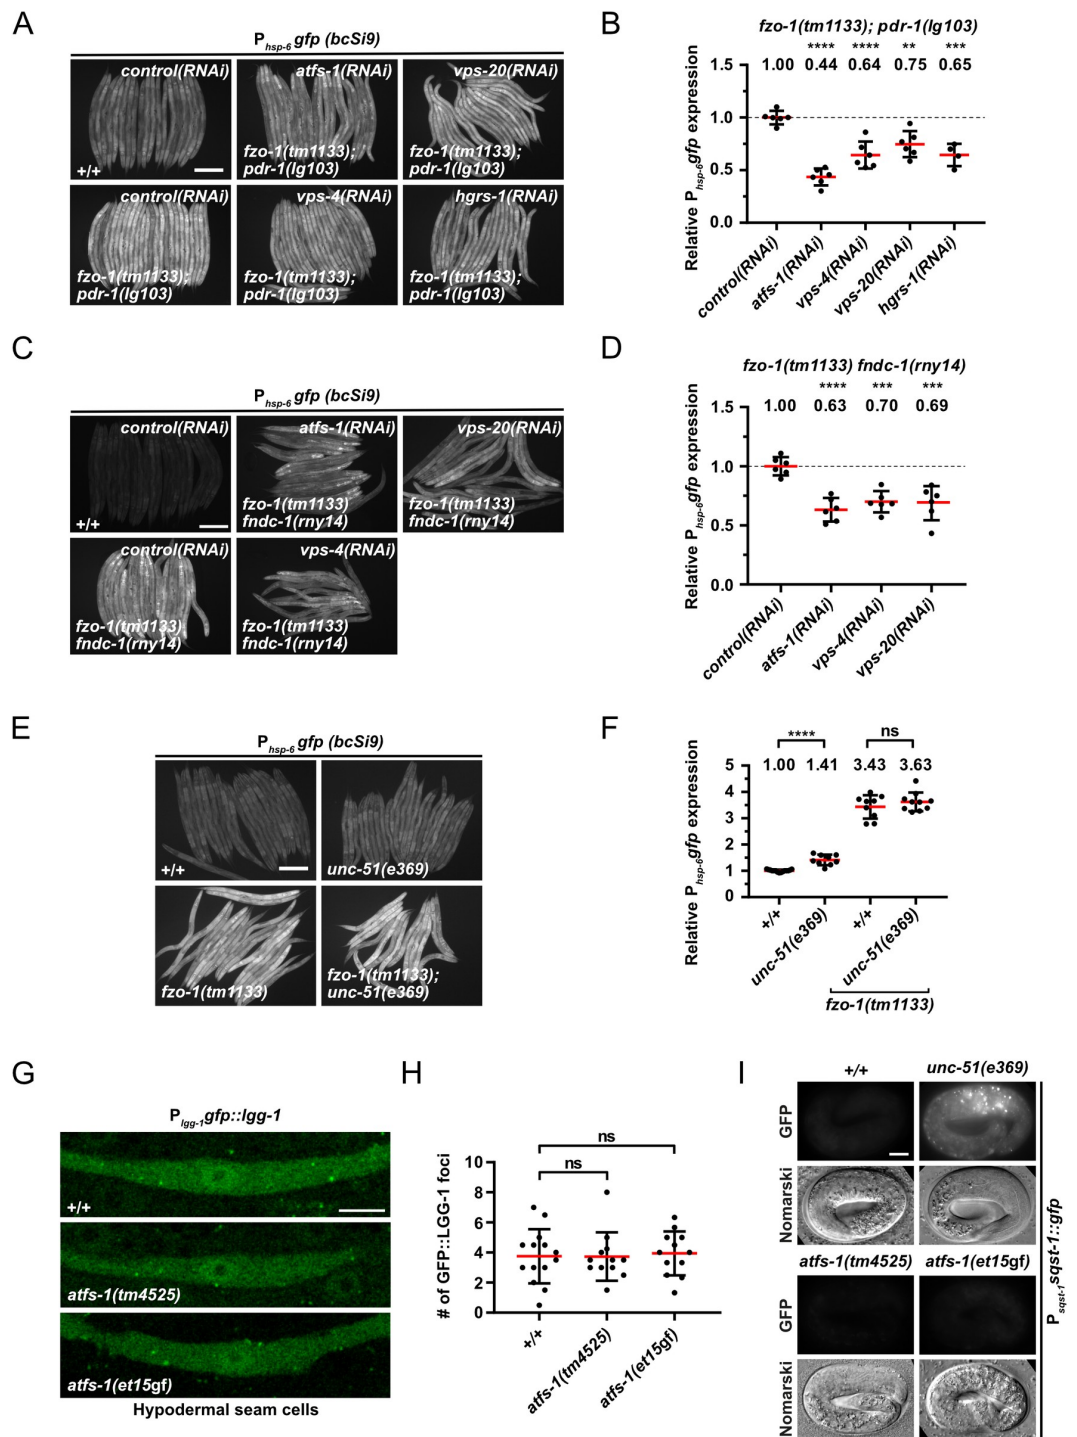 A
P hsp-6 gfp (bcSi9)
control(RNAi)
+/+
atfs-1(RNAi)
fzo-1(tm1133);
pdr-1(lg103)
vps-20(RNAi)
fzo-1(tm1133);
pdr-1(lg103)
control(RNAi)
fzo-1(tm1133);
pdr-1(lg103)
vps-4(RNAi)
fzo-1(tm1133);
pdr-1(lg103)
hgrs-1(RNAi)
fzo-1(tm1133);
pdr-1(lg103)
B
fzo-1(tm1133); pdr-1(lg103)
**** **** ** ***
1.00 0.44 0.64 0.75 0.65
Relative P hsp-6 gfp expression
1.5
1.0
0.5
0.0
control(RNAi)
atfs-1(RNAi)
vps-4(RNAi)
vps-20(RNAi)
hgrs-1(RNAi)
C
P hsp-6 gfp (bcSi9)
control(RNAi)
+/+
atfs-1(RNAi)
fzo-1(tm1133)
fndc-1(rny14)
vps-20(RNAi)
fzo-1(tm1133)
fndc-1(rny14)
control(RNAi)
fzo-1(tm1133)
fndc-1(rny14)
vps-4(RNAi)
fzo-1(tm1133)
fndc-1(rny14)
D
fzo-1(tm1133) fndc-1(rny14)
**** *** ***
1.00 0.63 0.70 0.69
Relative P hsp-6 gfp expression
1.5
1.0
0.5
0.0
control(RNAi)
atfs-1(RNAi)
vps-4(RNAi)
vps-20(RNAi)
E
P hsp-6 gfp (bcSi9)
+/+
unc-51(e369)
fzo-1(tm1133)
fzo-1(tm1133);
unc-51(e369)
F
**** ns
1.00 1.41 3.43 3.63
Relative P hsp-6 gfp expression
5
4
3
2
1
0
+/+
unc-51(e369)
+/+
unc-51(e369)
fzo-1(tm1133)
G
P lgg-1 gfp::lgg-1
+/+
atfs-1(tm4525)
atfs-1(et15gf)
Hypodermal seam cells
H
ns
ns
# of GFP::LGG-1 foci
10
8
6
4
2
0
+/+
atfs-1(tm4525)
atfs-1(et15gf)
I
+/+ unc-51(e369)
GFP
Nomarski
atfs-1(tm4525) atfs-1(et15gf)
GFP
Nomarski
P sqst-1 sqst-1::gfp